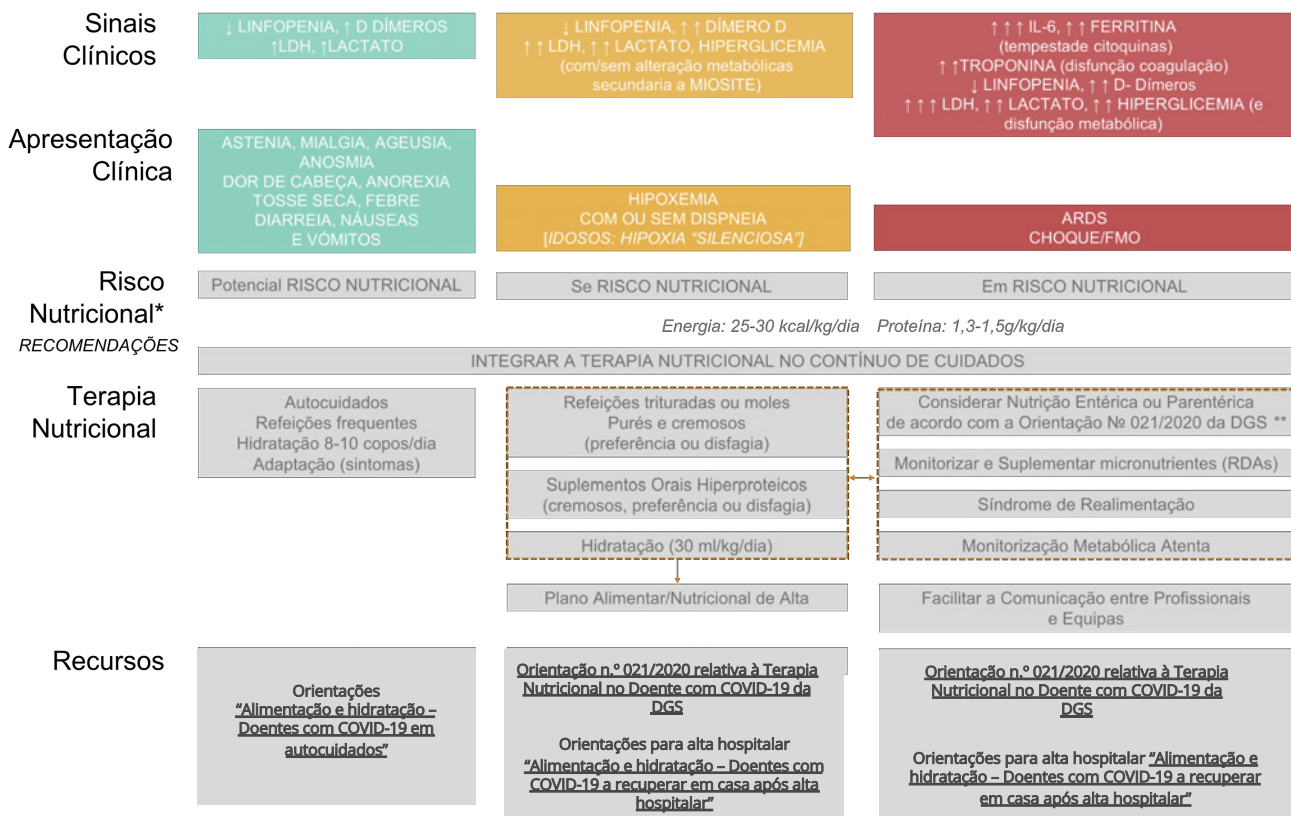 Sinais
Clínicos
↓ LINFOPENIA, ↑ D DÍMEROS
↑LDH, ↑LACTATO
↓ LINFOPENIA, ↑ ↑ DÍMERO D
↑ ↑ LDH, ↑ ↑ LACTATO, HIPERGLICEMIA
(com/sem alteração metabólicas
secundaria a MIOSITE)
↑ ↑ ↑ IL-6, ↑ ↑ FERRITINA
(tempestade citoquinas)
↑ ↑TROPONINA (disfunção coagulação)
↓ LINFOPENIA, ↑ ↑ D- Dímeros
↑ ↑ ↑ LDH, ↑ ↑ LACTATO, ↑ ↑ HIPERGLICEMIA (e
disfunção metabólica)
Apresentação
Clínica
ASTENIA, MIALGIA, AGEUSIA,
ANOSMIA
DOR DE CABEÇA, ANOREXIA
TOSSE SECA, FEBRE
DIARREIA, NÁUSEAS
E VÓMITOS
HIPOXEMIA
COM OU SEM DISPNEIA
[IDOSOS: HIPOXIA “SILENCIOSA”]
ARDS
CHOQUE/FMO
Risco
Nutricional*
RECOMENDAÇÕES
Potencial RISCO NUTRICIONAL
Se RISCO NUTRICIONAL
Em RISCO NUTRICIONAL
Energia: 25-30 kcal/kg/dia Proteína: 1,3-1,5g/kg/dia
INTEGRAR A TERAPIA NUTRICIONAL NO CONTÍNUO DE CUIDADOS
Terapia
Nutricional
Autocuidados
Refeições frequentes
Hidratação 8-10 copos/dia
Adaptação (sintomas)
Refeições trituradas ou moles
Purés e cremosos
(preferência ou disfagia)
Suplementos Orais Hiperproteicos
(cremosos, preferência ou disfagia)
Hidratação (30 ml/kg/dia)
Plano Alimentar/Nutricional de Alta
Considerar Nutrição Entérica ou Parentérica
de acordo com a Orientação № 021/2020 da DGS **
Monitorizar e Suplementar micronutrientes (RDAs)
Síndrome de Realimentação
Monitorização Metabólica Atenta
Facilitar a Comunicação entre Profissionais
e Equipas
Recursos
Orientações
“Alimentação e hidratação –
Doentes com COVID-19 em
autocuidados”
Orientação n.º 021/2020 relativa à Terapia
Nutricional no Doente com COVID-19 da
DGS
Orientações para alta hospitalar
“Alimentação e hidratação – Doentes com
COVID-19 a recuperar em casa após alta
hospitalar”
Orientação n.º 021/2020 relativa à Terapia
Nutricional no Doente com COVID-19 da
DGS
Orientações para alta hospitalar “Alimentação e
hidratação – Doentes com COVID-19 a recuperar
em casa após alta hospitalar”